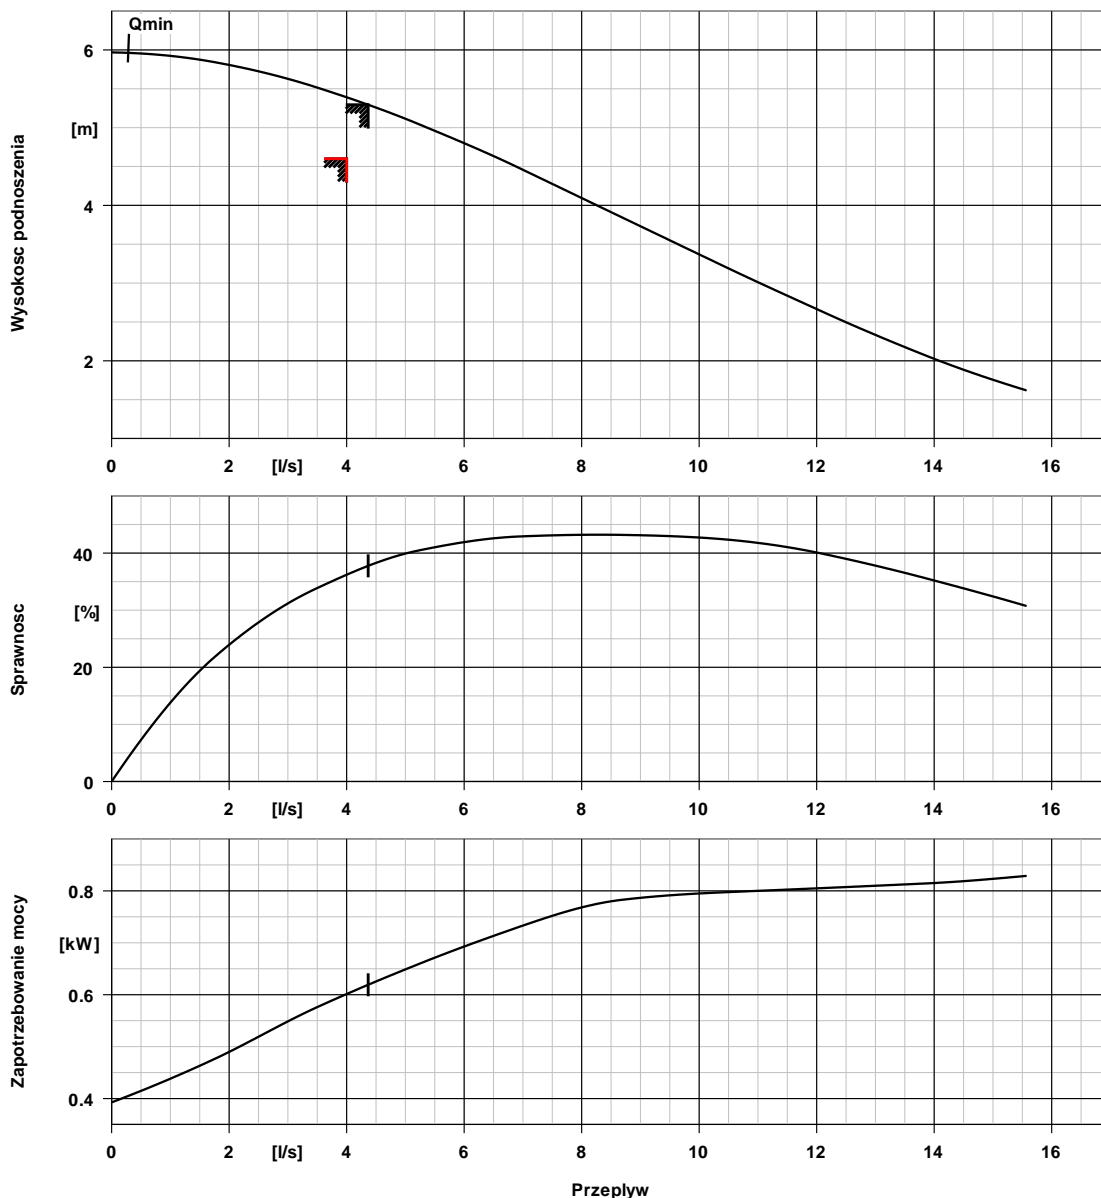 Qmin
6
[m]
4
2
Wysokosc podnoszenia
0 2 [l/s] 4 6 8 10 12 14 16
40
[%]
20
0
Sprawnosc
0 2 [l/s] 4 6 8 10 12 14 16
0.8
[kW]
0.6
0.4
Zapotrzebowanie mocy
0 2 [l/s] 4 6 8 10 12 14 16
Przeplyw